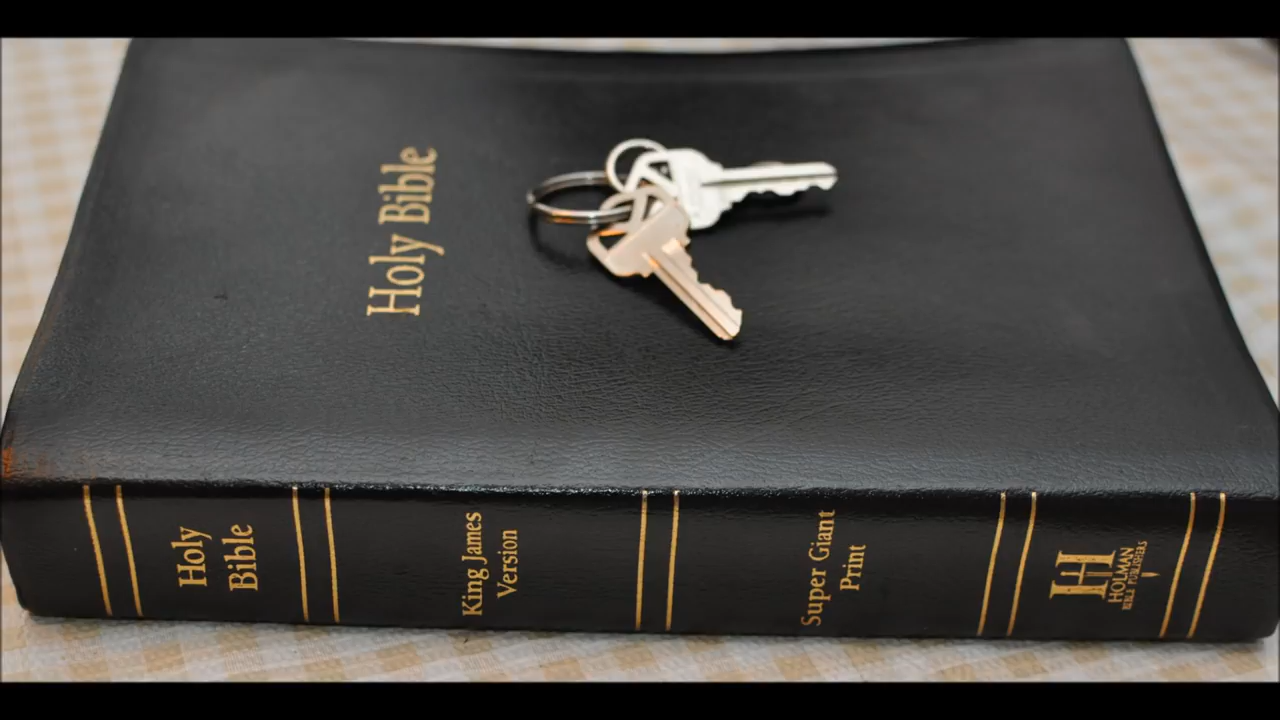 Holy Bible
Holy
Bible
King James
Version
Super Giant
Print
HOLMAN
BIBLE PUBLISHERS